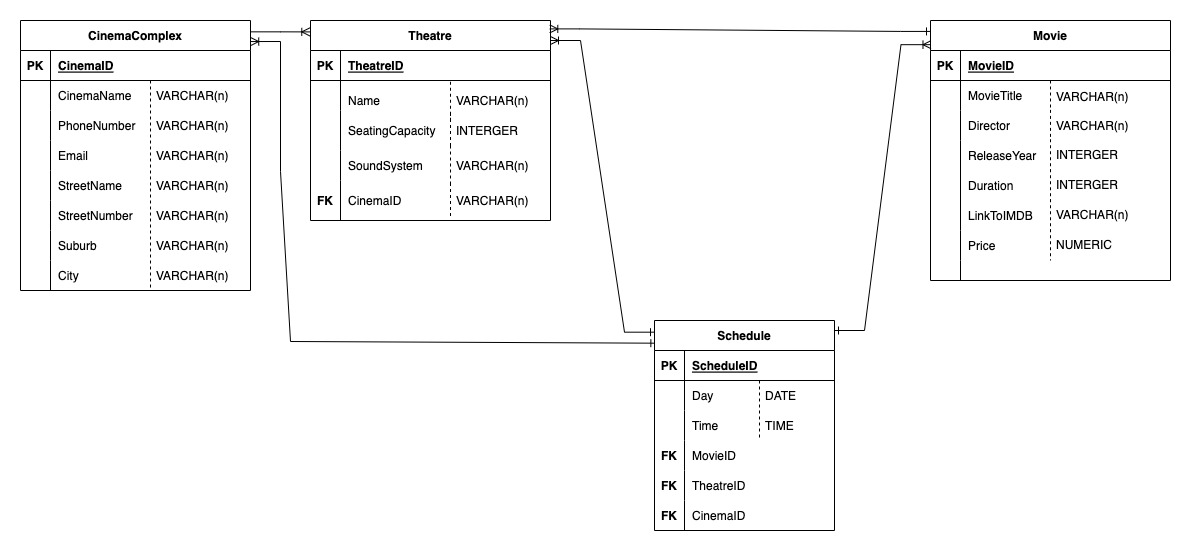 CinemaComplex
PK CinemaID
CinemaName VARCHAR(n)
PhoneNumber VARCHAR(n)
Email VARCHAR(n)
StreetName VARCHAR(n)
StreetNumber VARCHAR(n)
Suburb VARCHAR(n)
City VARCHAR(n)
Theatre
PK TheatreID
Name VARCHAR(n)
SeatingCapacity INTERGER
SoundSystem VARCHAR(n)
FK CinemaID VARCHAR(n)
Movie
PK MovieID
MovieTitle VARCHAR(n)
Director VARCHAR(n)
ReleaseYear INTERGER
Duration INTERGER
LinkToIMDB VARCHAR(n)
Price NUMERIC
Schedule
PK ScheduleID
Day DATE
Time TIME
FK MovieID
FK TheatreID
FK CinemaID